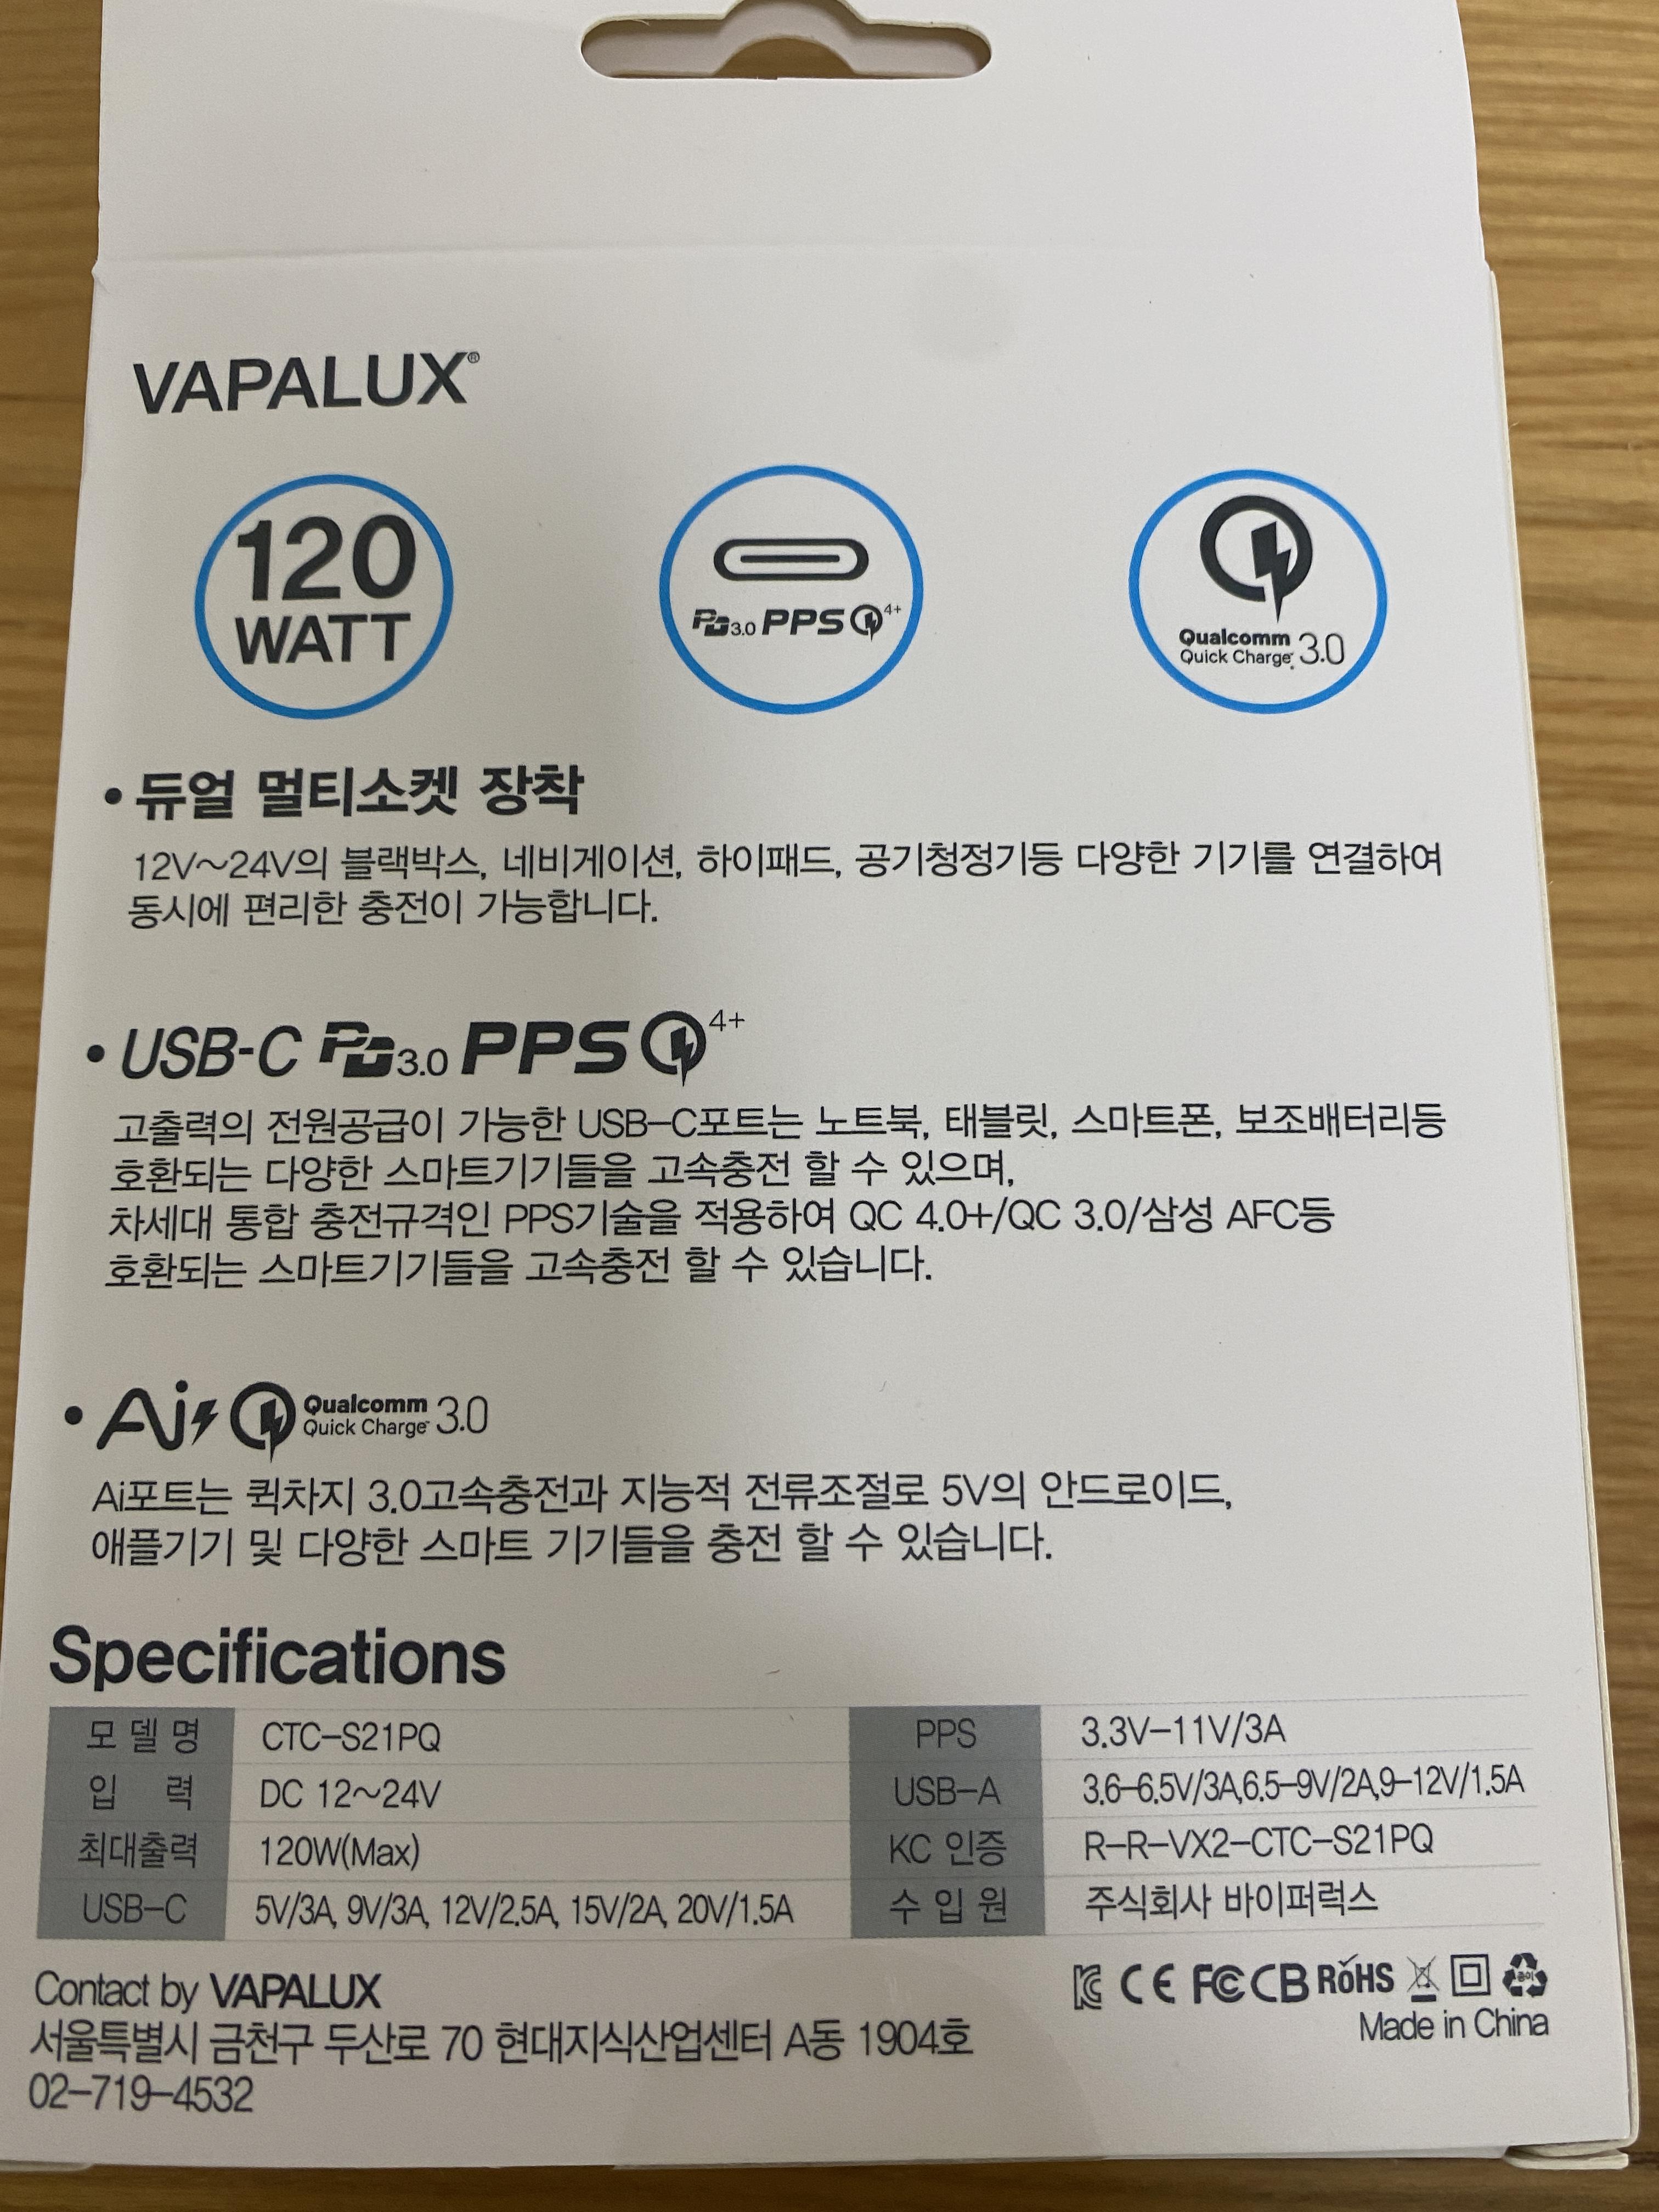 VAPALUX®
120
WATT
PD3.0 PPS 4+
Qualcomm
Quick Charge 3.0
• 듀얼 멀티소켓 장착
12V~24V의 블랙박스, 네비게이션, 하이패드, 공기청정기등 다양한 기기를 연결하여
동시에 편리한 충전이 가능합니다.
• USB-C PD3.0 PPS 4+
고출력의 전원공급이 가능한 USB-C포트는 노트북, 태블릿, 스마트폰, 보조배터리등
호환되는 다양한 스마트기기들을 고속충전 할 수 있으며,
차세대 통합 충전규격인 PPS기술을 적용하여 QC 4.0+/QC 3.0/삼성 AFC등
호환되는 스마트기기들을 고속충전 할 수 있습니다.
• Ai Qualcomm Quick Charge™ 3.0
Ai포트는 퀵차지 3.0고속충전과 지능적 전류조절로 5V의 안드로이드,
애플기기 및 다양한 스마트 기기들을 충전 할 수 있습니다.
Specifications
모 델 명 CTC-S21PQ PPS 3.3V-11V/3A
입 력 DC 12~24V USB-A 3.6-6.5V/3A,6.5-9V/2A,9-12V/1.5A
최대출력 120W(Max) KC 인증 R-R-VX2-CTC-S21PQ
USB-C 5V/3A, 9V/3A, 12V/2.5A, 15V/2A, 20V/1.5A 수 입 원 주식회사 바이퍼럭스
Contact by VAPALUX
KC CE FC CB RoHS 종이
Made in China
서울특별시 금천구 두산로 70 현대지식산업센터 A동 1904호
02-719-4532